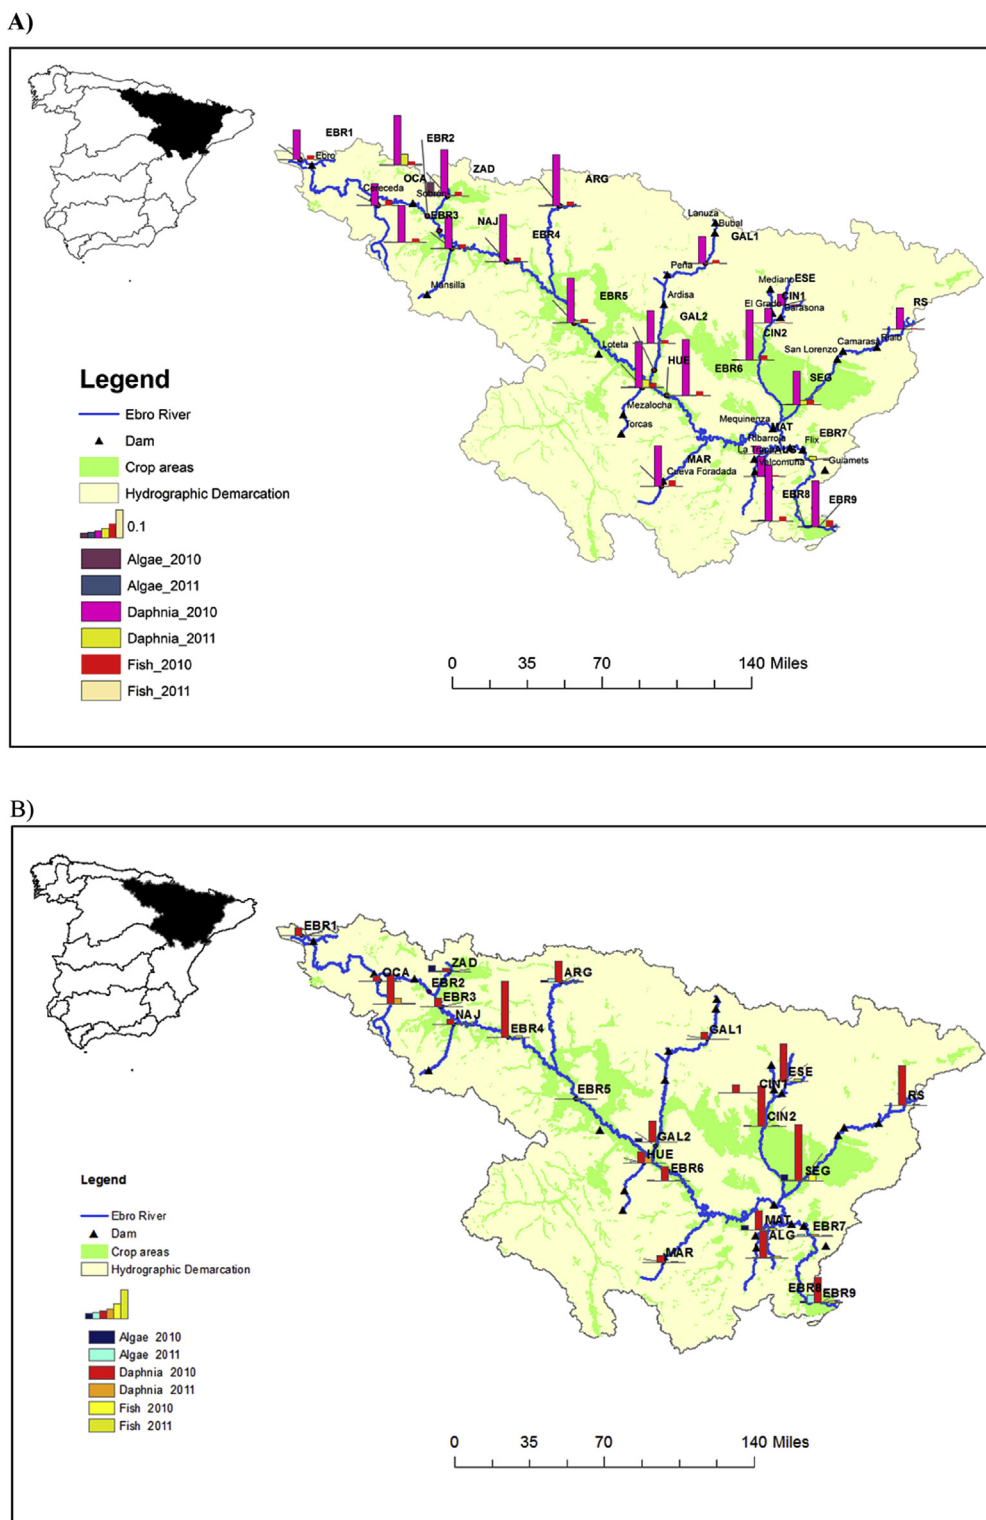 A)
EBR1
Ebro
EBR2
OCA
ZAD
Cereceda
Sobrón
EBR3
NAJ
Mansilla
ARG
EBR4
Lanuza
Bubal
GAL1
Peña
Ardisa
EBR5
GAL2
Loteta
HUE
Mediano
ESE
El Grado
CIN1
Barasona
CIN2
RS
Rialb
Camarasa
San Lorenzo
EBR6
SEG
Mezalocha
Torcas
Mequinenza
MAT
Ribarroja
EBR7
Flix
Guiamets
MAR
Cueva Foradada
EBR8
EBR9
Legend
Ebro River
Dam
Crop areas
Hydrographic Demarcation
0.1
Algae_2010
Algae_2011
Daphnia_2010
Daphnia_2011
Fish_2010
Fish_2011
0 35 70 140 Miles
B)
EBR1
OCA
ZAD
EBR2
EBR3
NAJ
EBR4
ARG
GAL1
EBR5
ESE
CIN1
CIN2
RS
GAL2
HUE
EBR6
SEG
MAT
EBR7
ALG
MAR
EBR8
EBR9
Legend
Ebro River
Dam
Crop areas
Hydrographic Demarcation
Algae 2010
Algae 2011
Daphnia 2010
Daphnia 2011
Fish 2010
Fish 2011
0 35 70 140 Miles